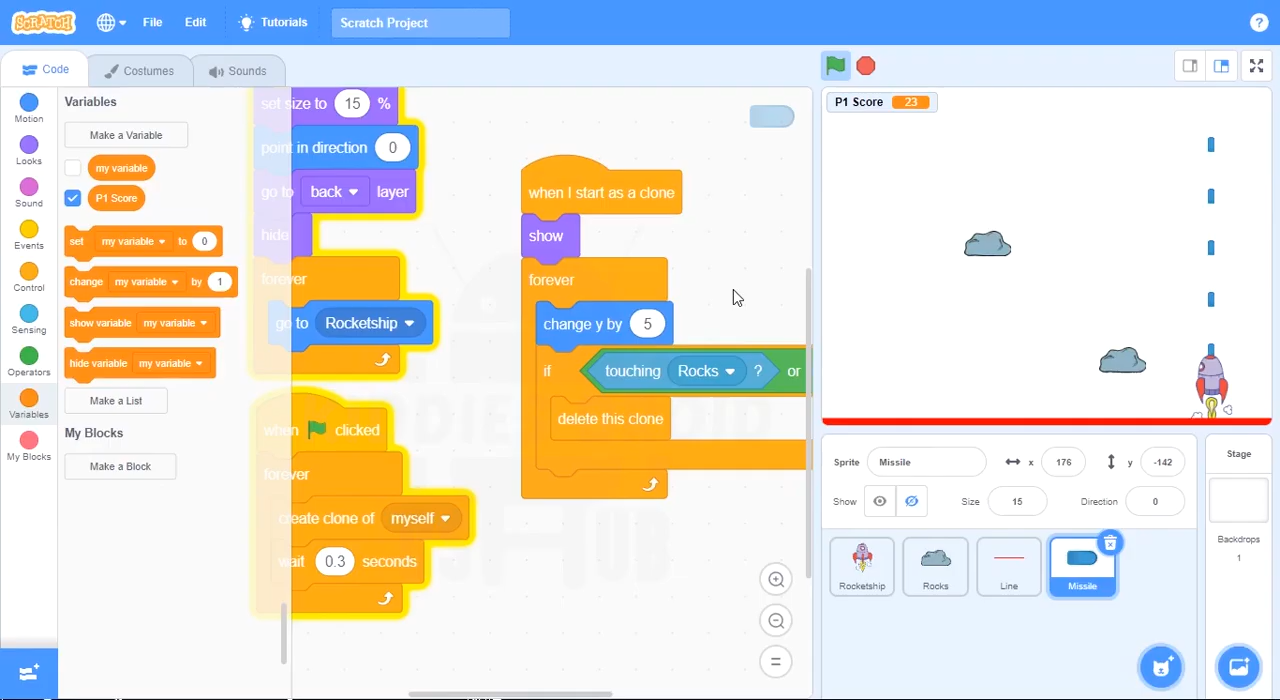 SCRATCH
File
Edit
Tutorials
Scratch Project
?
Code
Costumes
Sounds
Motion
Looks
Sound
Events
Control
Sensing
Operators
Variables
My Blocks
Variables
Make a Variable
my variable
P1 Score
set my variable to 0
change my variable by 1
show variable my variable
hide variable my variable
Make a List
My Blocks
Make a Block
set size to 15 %
point in direction 0
go to back layer
hide
forever
go to Rocketship
when clicked
forever
create clone of myself
wait 0.3 seconds
when I start as a clone
show
forever
change y by 5
if touching Rocks ? or
delete this clone
P1 Score 23
Sprite Missile x 176 y -142
Show Size 15 Direction 0
Rocketship
Rocks
Line
Missile
Stage
Backdrops
1